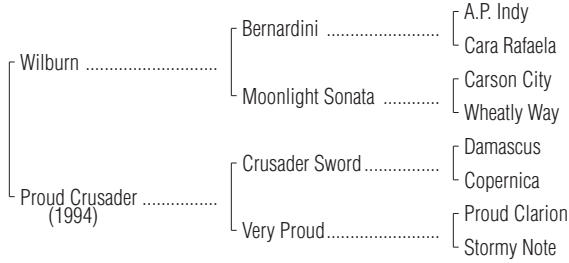 A.P. Indy
Bernardini ........................
Cara Rafaela
Wilburn ............................
Carson City
Moonlight Sonata ............
Wheatly Way
Damascus
Crusader Sword................
Copernica
Proud Crusader ................
(1994)
Proud Clarion
Very Proud........................
Stormy Note